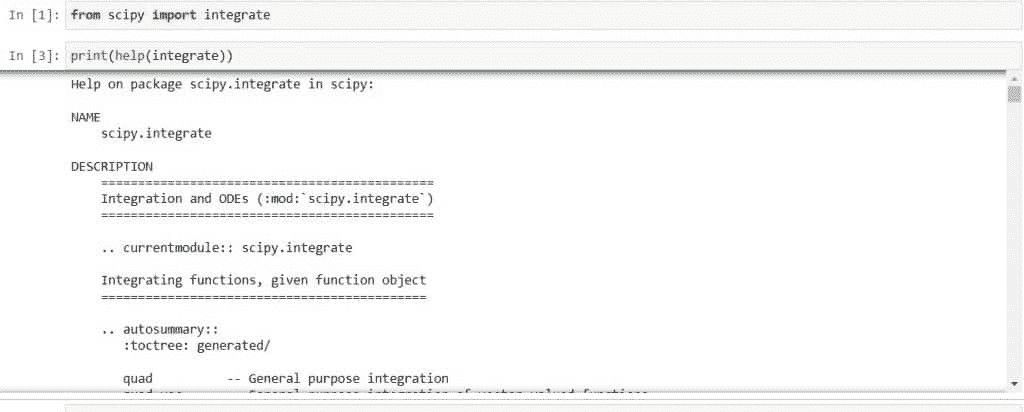 In [1]: from scipy import integrate
In [3]: print(help(integrate))
Help on package scipy.integrate in scipy:
NAME
scipy.integrate
DESCRIPTION
=============================================
Integration and ODEs (:mod:`scipy.integrate`)
=============================================
.. currentmodule:: scipy.integrate
Integrating functions, given function object
============================================
.. autosummary::
:toctree: generated/
quad -- General purpose integration